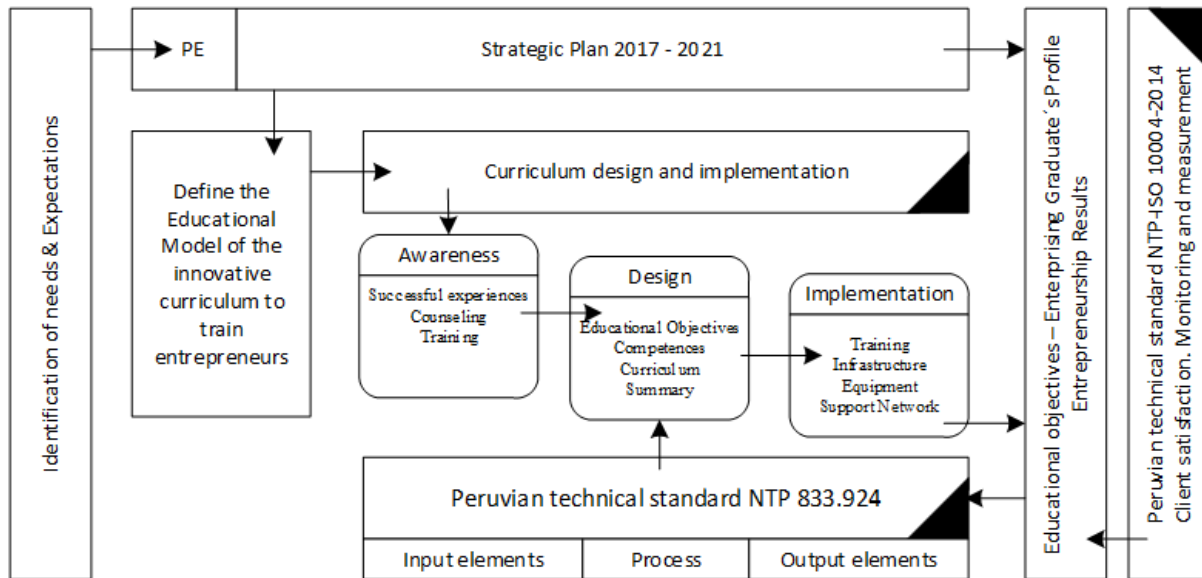 Identification of needs & Expectations
PE
Strategic Plan 2017 - 2021
Define the
Educational
Model of the
innovative
curriculum to
train
entrepreneurs
Curriculum design and implementation
Awareness
Successful experiences
Counseling
Training
Design
Educational Objectives
Competences
Curriculum
Summary
Implementation
Training
Infrastructure
Equipment
Support Network
Peruvian technical standard NTP 833.924
Input elements
Process
Output elements
Educational objectives – Enterprising Graduate´s Profile
Entrepreneurship Results
Peruvian technical standard NTP-ISO 10004-2014
Client satisfaction. Monitoring and measurement